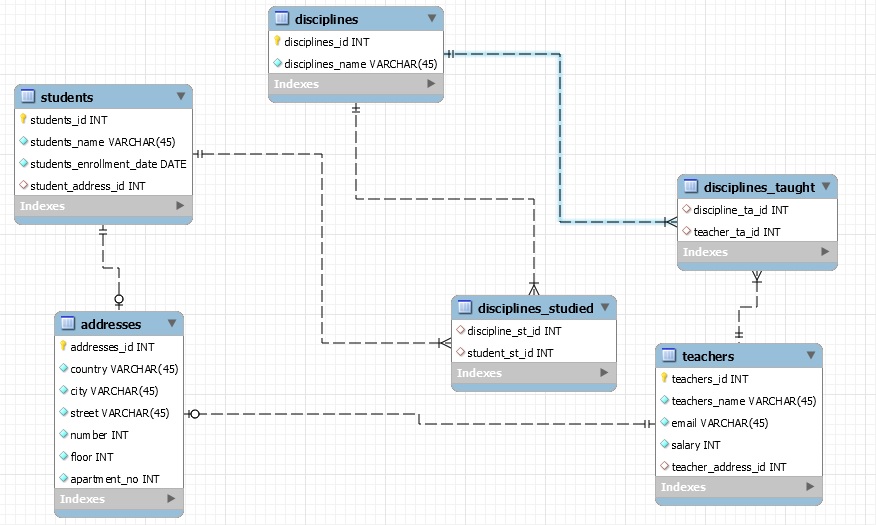 disciplines
disciplines_id INT
disciplines_name VARCHAR(45)
Indexes
students
students_id INT
students_name VARCHAR(45)
students_enrollment_date DATE
student_address_id INT
Indexes
disciplines_taught
discipline_ta_id INT
teacher_ta_id INT
Indexes
disciplines_studied
discipline_st_id INT
student_st_id INT
Indexes
addresses
addresses_id INT
country VARCHAR(45)
city VARCHAR(45)
street VARCHAR(45)
number INT
floor INT
apartment_no INT
Indexes
teachers
teachers_id INT
teachers_name VARCHAR(45)
email VARCHAR(45)
salary INT
teacher_address_id INT
Indexes